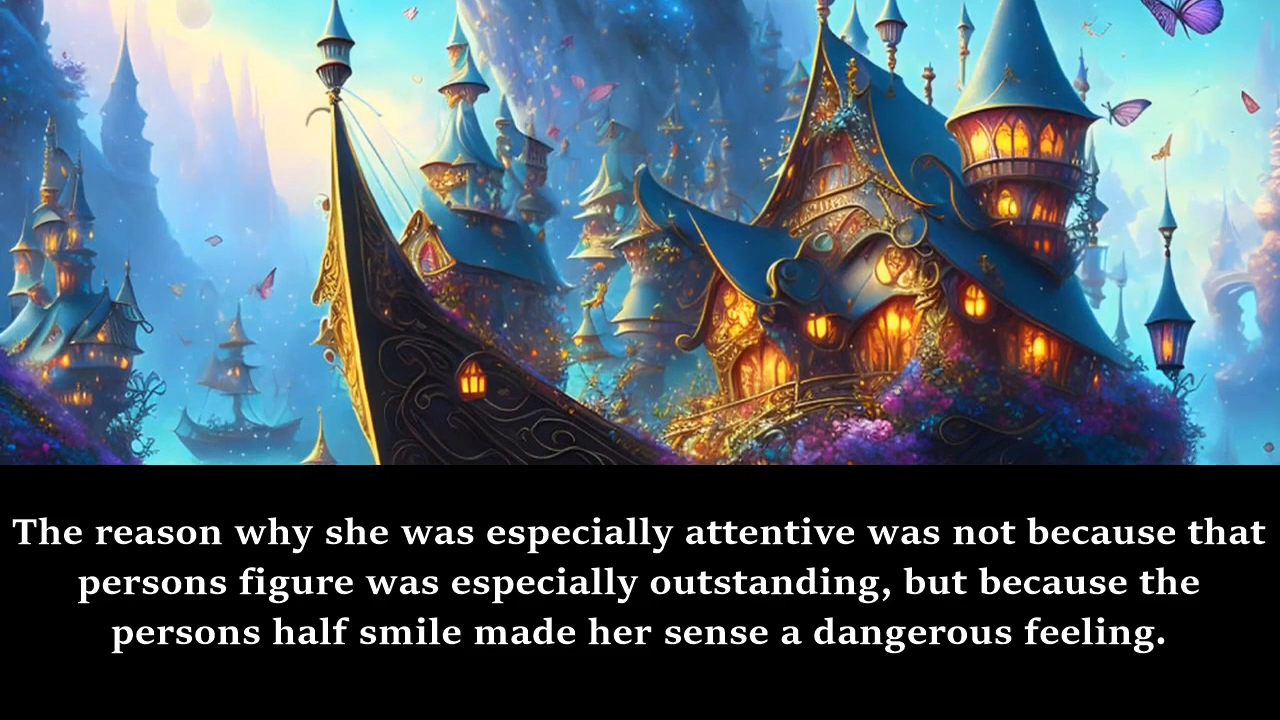 The reason why she was especially attentive was not because that
persons figure was especially outstanding, but because the
persons half smile made her sense a dangerous feeling.